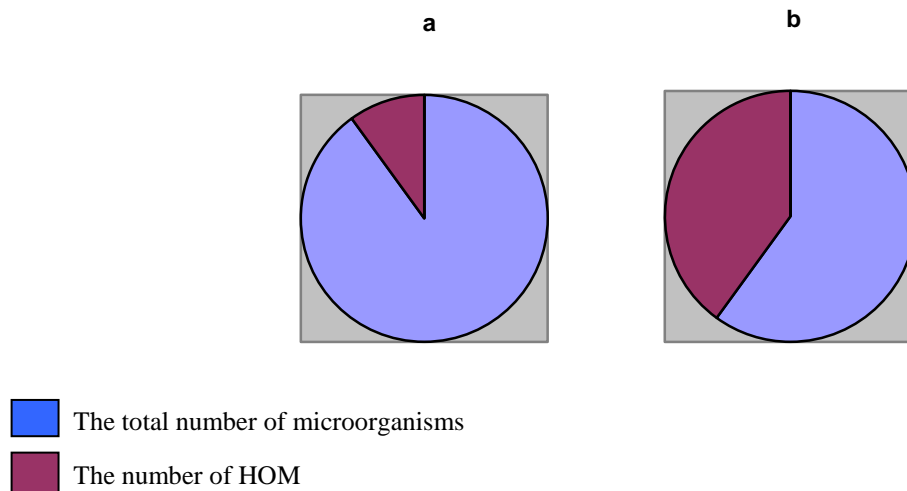 a
b
The total number of microorganisms
The number of HOM